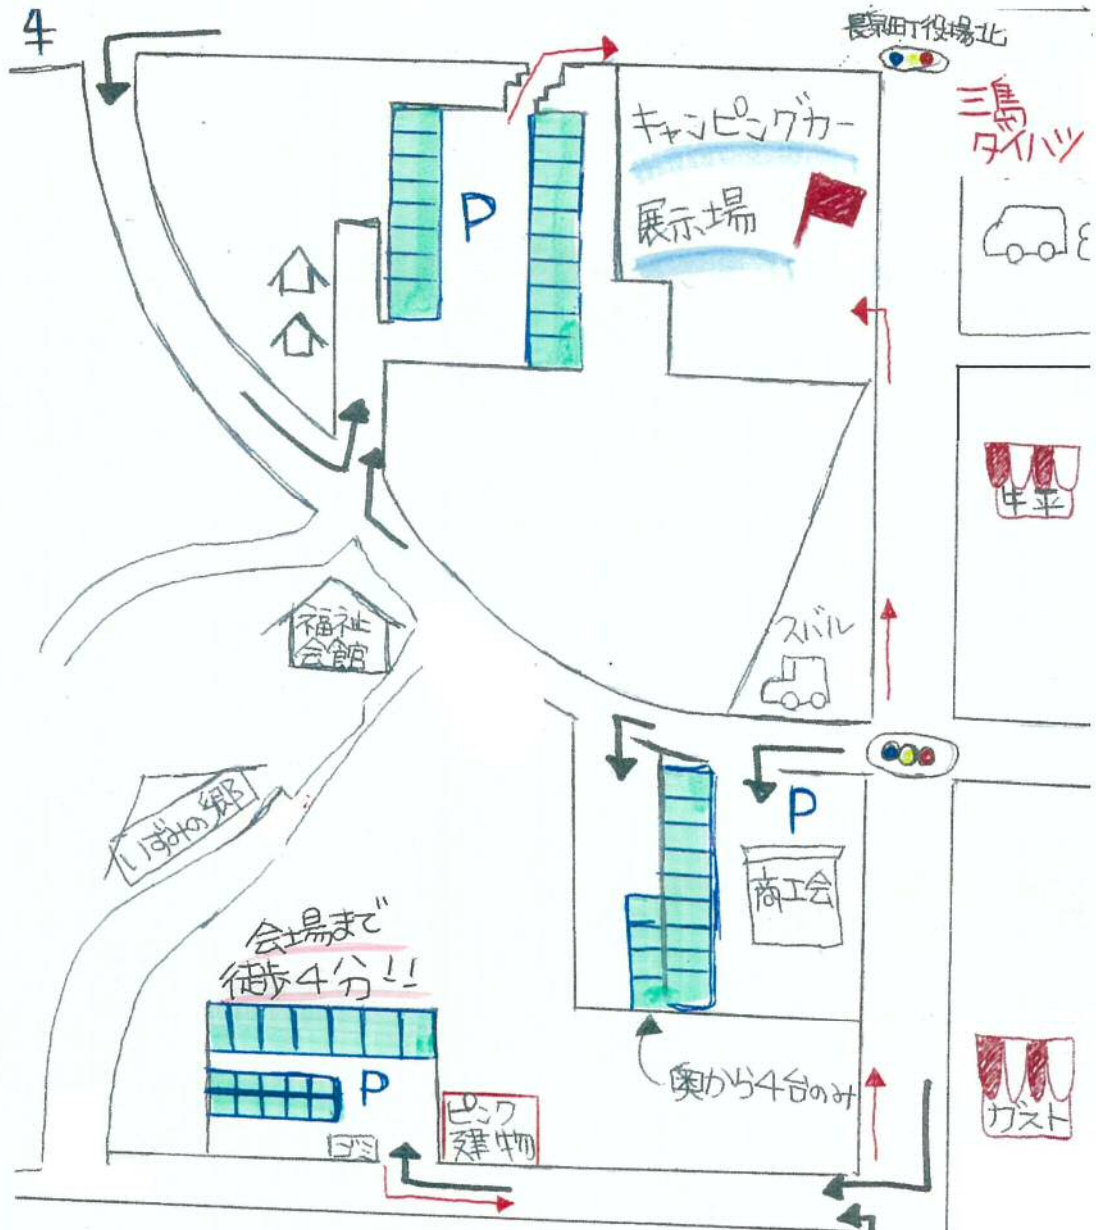 4
長泉町役場北
三島
ダイハツ
キャンピングカー
展示場
P
牛平
福祉
会館
スバル
いずみの郷
P
商工会
会場まで
徒歩4分!!
P
奥から4台のみ
ピンク
建物
ゴミ
ガスト